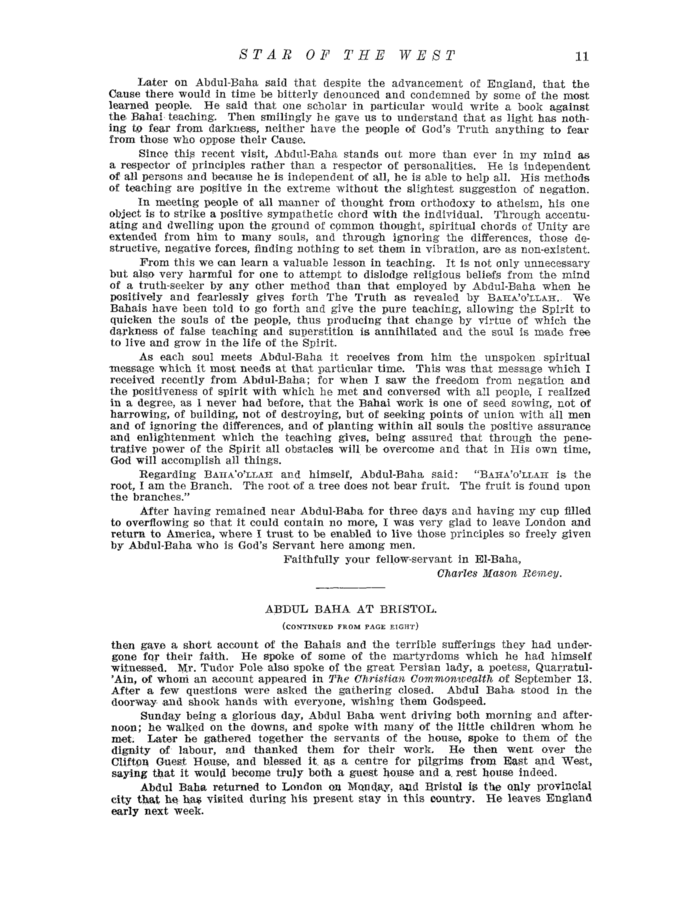 STAR OF THE WEST 11
Later on Abdul-Baha said that despite the advancement of England, that the
Cause there would in time be bitterly denounced and condemned by some of the most
learned people. He said that one scholar in particular would write a book against
the Bahai teaching. Then smilingly he gave us to understand that as light has noth-
ing to fear from darkness, neither have the people of God's Truth anything to fear
from those who oppose their Cause.
Since this recent visit, Abdul-Baha stands out more than ever in my mind as
a respector of principles rather than a respector of personalities. He is independent
of all persons and because he is independent of all, he is able to help all. His methods
of teaching are positive in the extreme without the slightest suggestion of negation.
In meeting people of all manner of thought from orthodoxy to atheism, his one
object is to strike a positive sympathetic chord with the individual. Through accentu-
ating and dwelling upon the ground of common thought, spiritual chords of Unity are
extended from him to many souls, and through ignoring the differences, those de-
structive, negative forces, finding nothing to set them in vibration, are as non-existent.
From this we can learn a valuable lesson in teaching. It is not only unnecessary
but also very harmful for one to attempt to dislodge religious beliefs from the mind
of a truth-seeker by any other method than that employed by Abdul-Baha when he
positively and fearlessly gives forth The Truth as revealed by BAHA'O'LLAH. We
Bahais have been told to go forth and give the pure teaching, allowing the Spirit to
quicken the souls of the people, thus producing that change by virtue of which the
darkness of false teaching and superstition is annihilated and the soul is made free
to live and grow in the life of the Spirit.
As each soul meets Abdul-Baha it receives from him the unspoken spiritual
message which it most needs at that particular time. This was that message which I
received recently from Abdul-Baha; for when I saw the freedom from negation and
the positiveness of spirit with which he met and conversed with all people, I realized
in a degree, as I never had before, that the Bahai work is one of seed sowing, not of
harrowing, of building, not of destroying, but of seeking points of union with all men
and of ignoring the differences, and of planting within all souls the positive assurance
and enlightenment which the teaching gives, being assured that through the pene-
trative power of the Spirit all obstacles will be overcome and that in His own time,
God will accomplish all things.
Regarding BAHA'O'LLAH and himself, Abdul-Baha said: "BAHA'O'LLAH is the
root, I am the Branch. The root of a tree does not bear fruit. The fruit is found upon
the branches."
After having remained near Abdul-Baha for three days and having my cup filled
to overflowing so that it could contain no more, I was very glad to leave London and
return to America, where I trust to be enabled to live those principles so freely given
by Abdul-Baha who is God's Servant here among men.
Faithfully your fellow-servant in El-Baha,
Charles Mason Remey.
ABDUL BAHA AT BRISTOL.
(CONTINUED FROM PAGE EIGHT)
then gave a short account of the Bahais and the terrible sufferings they had under-
gone for their faith. He spoke of some of the martyrdoms which he had himself
witnessed. Mr. Tudor Pole also spoke of the great Persian lady, a poetess, Quarratul-
'Ain, of whom an account appeared in The Christian Commonwealth of September 13.
After a few questions were asked the gathering closed. Abdul Baha stood in the
doorway and shook hands with everyone, wishing them Godspeed.
Sunday being a glorious day, Abdul Baha went driving both morning and after-
noon; he walked on the downs, and spoke with many of the little children whom he
met. Later he gathered together the servants of the house, spoke to them of the
dignity of labour, and thanked them for their work. He then went over the
Clifton Guest House, and blessed it as a centre for pilgrims from East and West,
saying that it would become truly both a guest house and a rest house indeed.
Abdul Baha returned to London on Monday, and Bristol is the only provincial
city that he has visited during his present stay in this country. He leaves England
early next week.